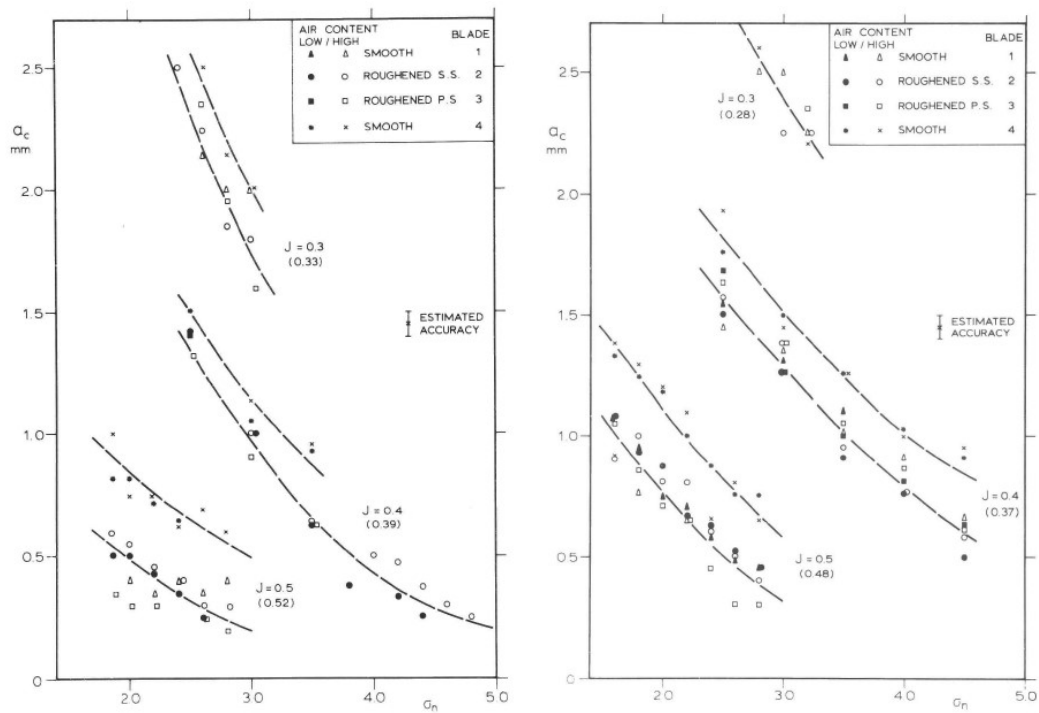 AIR CONTENT BLADE
LOW / HIGH
SMOOTH 1
ROUGHENED S.S. 2
ROUGHENED P.S 3
SMOOTH 4
2.5
a_c
mm
2.0
1.5
1.0
0.5
0
J = 0.3
(0.33)
ESTIMATED
ACCURACY
J = 0.4
(0.39)
J = 0.5
(0.52)
2.0 3.0 4.0 σ_n 5.0
AIR CONTENT BLADE
LOW / HIGH
SMOOTH 1
ROUGHENED S.S. 2
ROUGHENED P.S. 3
SMOOTH 4
2.5
a_c
mm
2.0
1.5
1.0
0.5
0
J = 0.3
(0.28)
ESTIMATED
ACCURACY
J = 0.4
(0.37)
J = 0.5
(0.48)
2.0 3.0 4.0 σ_n 5.0